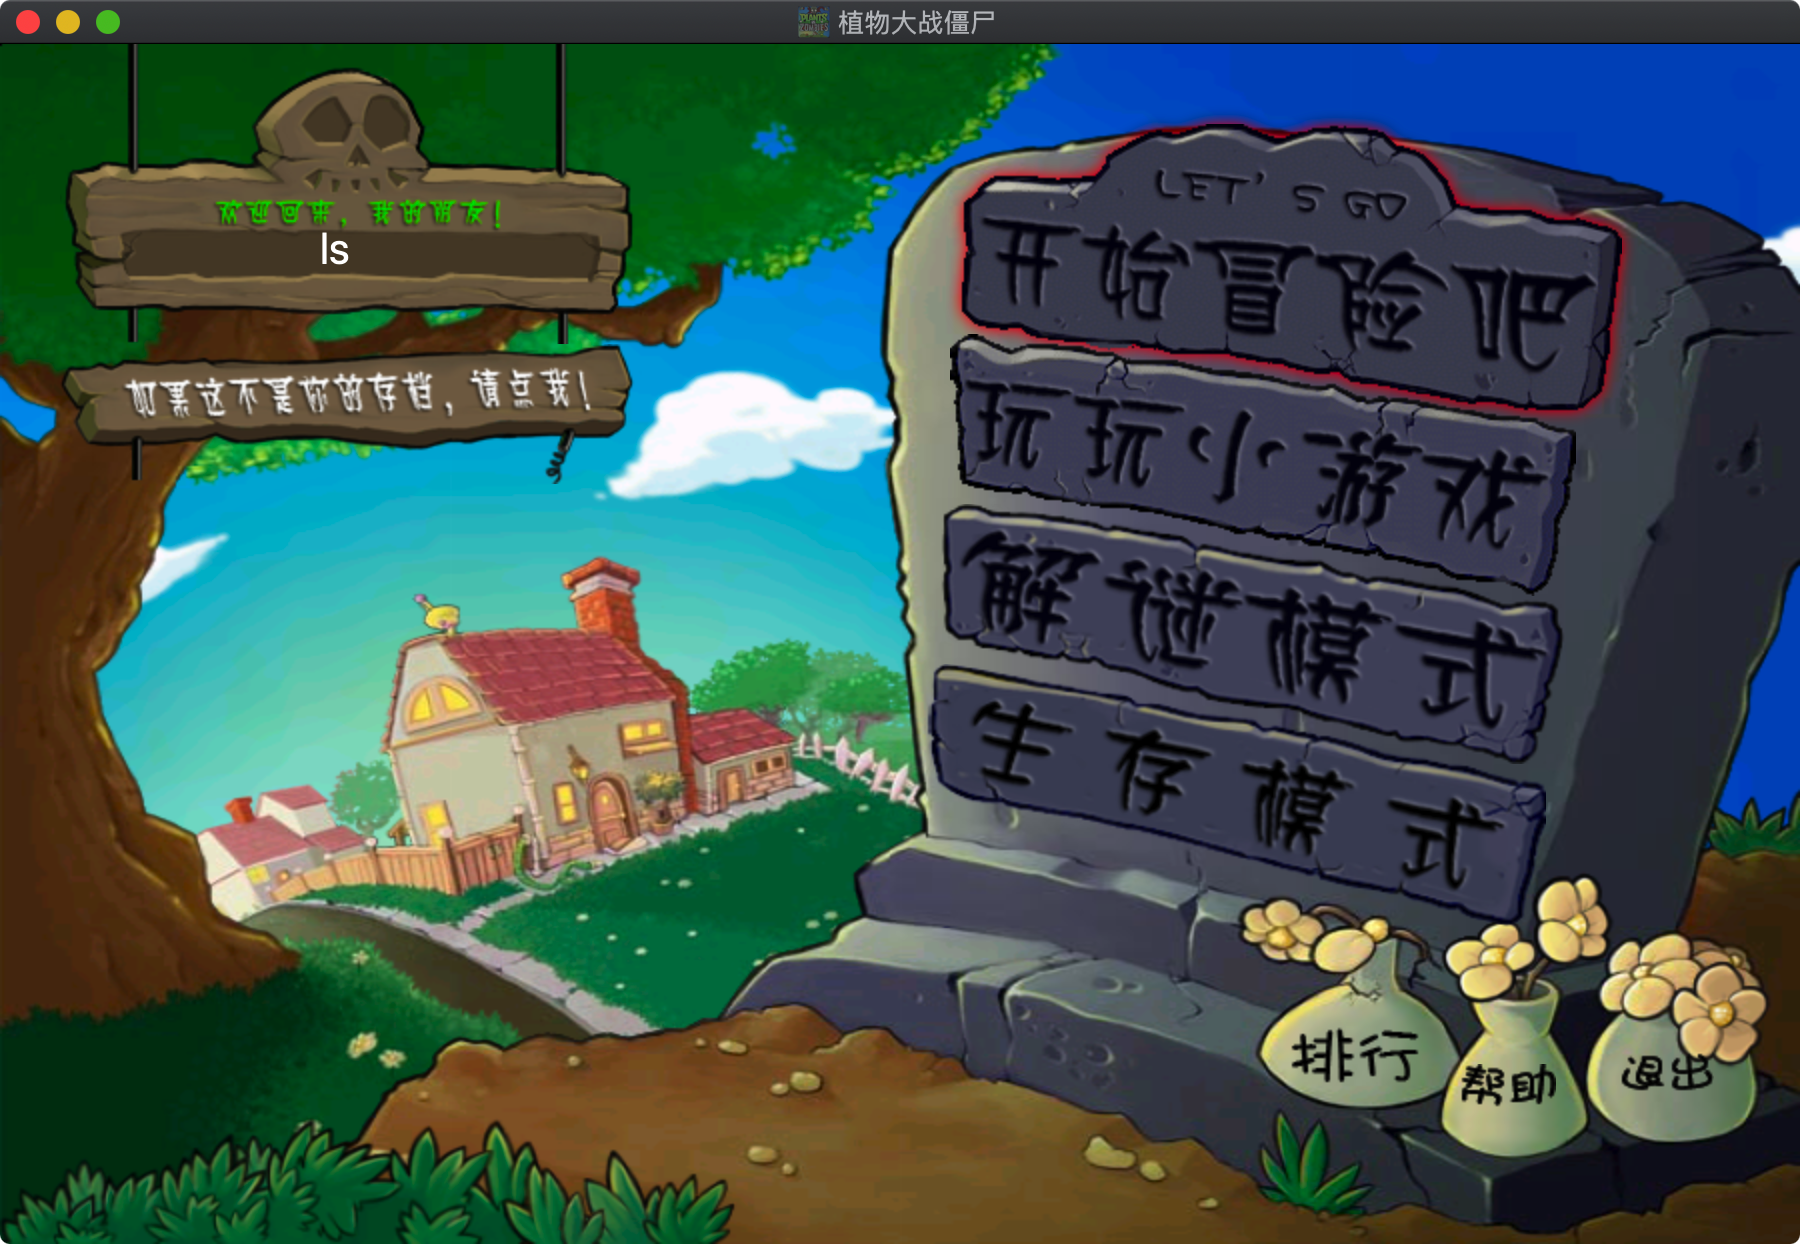 植物大战僵尸
欢迎回来，我的朋友！
ls
如果这不是你的存档，请点我！
LET'S GO
开始冒险吧
玩玩小游戏
解谜模式
生存模式
排行
帮助
退出